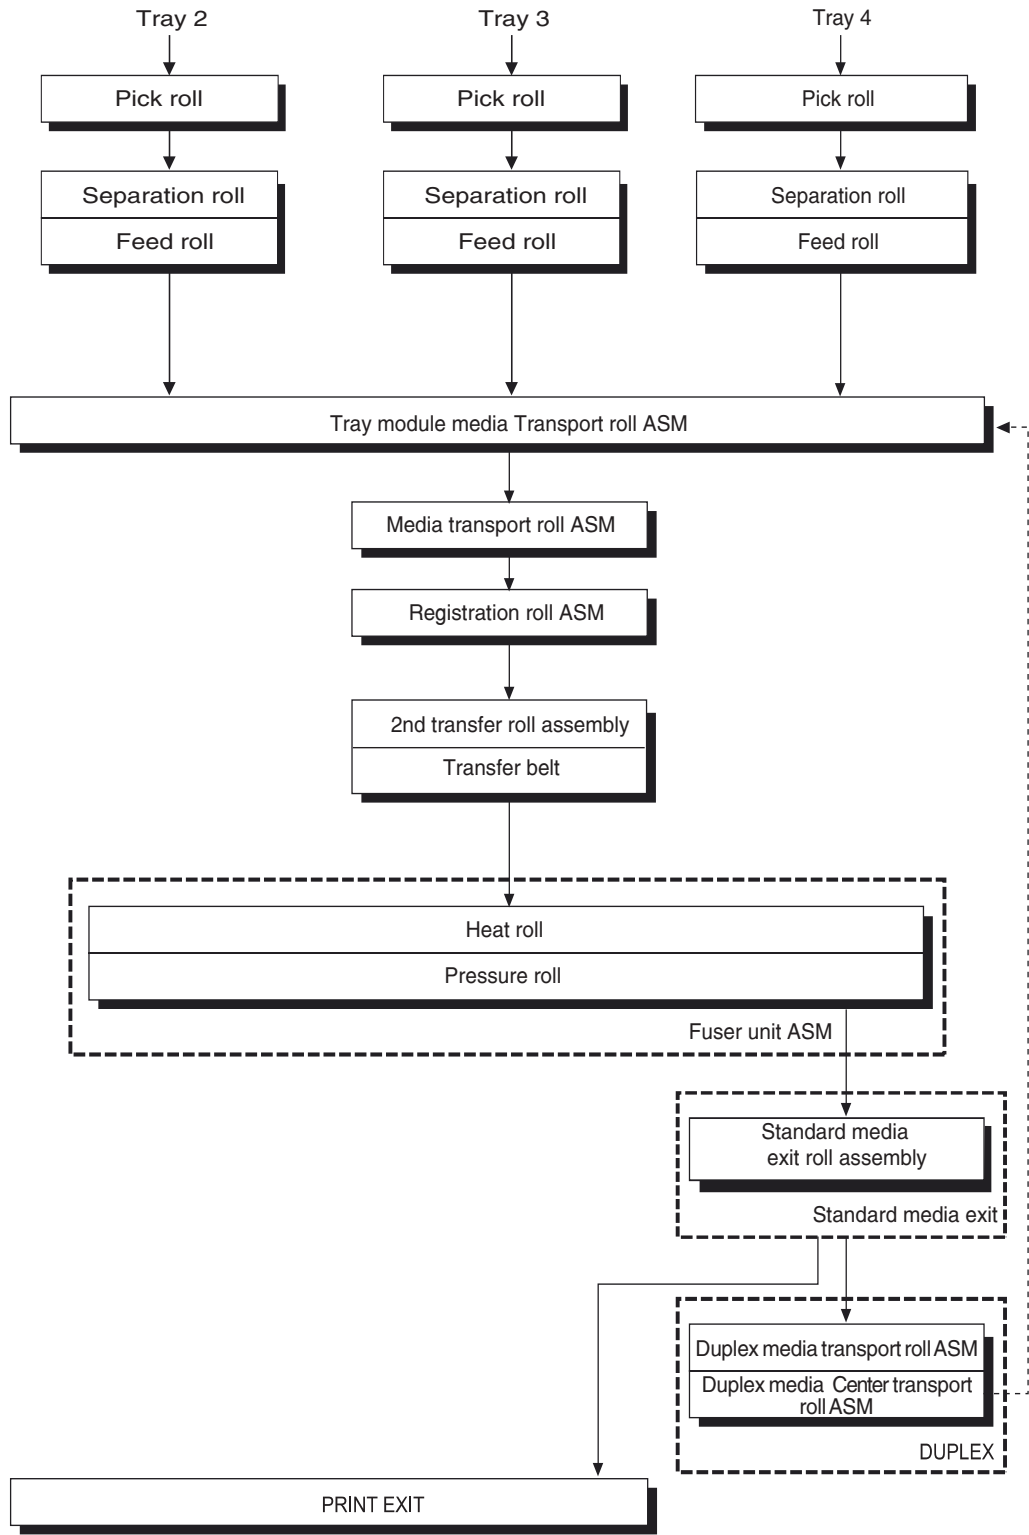 Tray 2
Tray 3
Tray 4
Pick roll
Pick roll
Pick roll
Separation roll
Separation roll
Separation roll
Feed roll
Feed roll
Feed roll
Tray module media Transport roll ASM
Media transport roll ASM
Registration roll ASM
2nd transfer roll assembly
Transfer belt
Heat roll
Pressure roll
Fuser unit ASM
Standard media
exit roll assembly
Standard media exit
Duplex media transport roll ASM
Duplex media Center transport
roll ASM
DUPLEX
PRINT EXIT